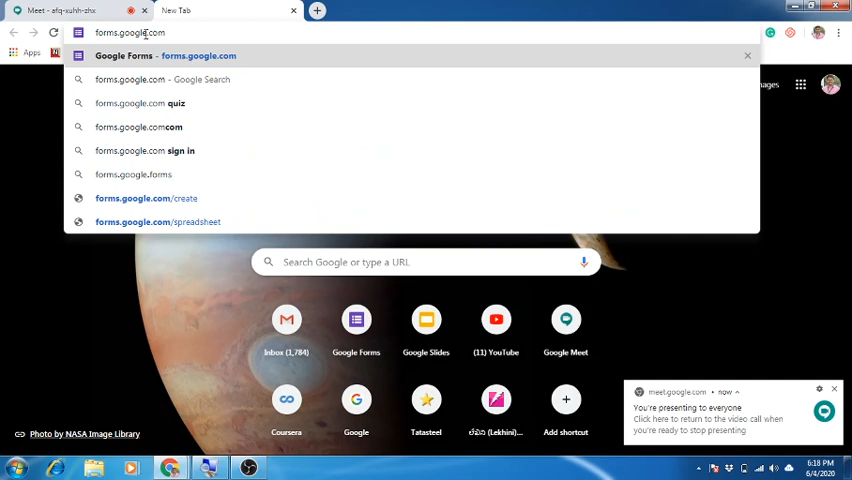 Meet - afq-xuhh-zhx
New Tab
forms.google.com
Apps
Google Forms - forms.google.com
forms.google.com - Google Search
forms.google.com quiz
forms.google.comcom
forms.google.com sign in
forms.google.forms
forms.google.com/create
forms.google.com/spreadsheet
Search Google or type a URL
Inbox (1,784)
Google Forms
Google Slides
(11) YouTube
Google Meet
Coursera
Google
Tatasteel
ಲೇಖಿನಿ (Lekhini)...
Add shortcut
meet.google.com • now
You're presenting to everyone
Click here to return to the video call when
you're ready to stop presenting
Photo by NASA Image Library
6:18 PM
6/4/2020